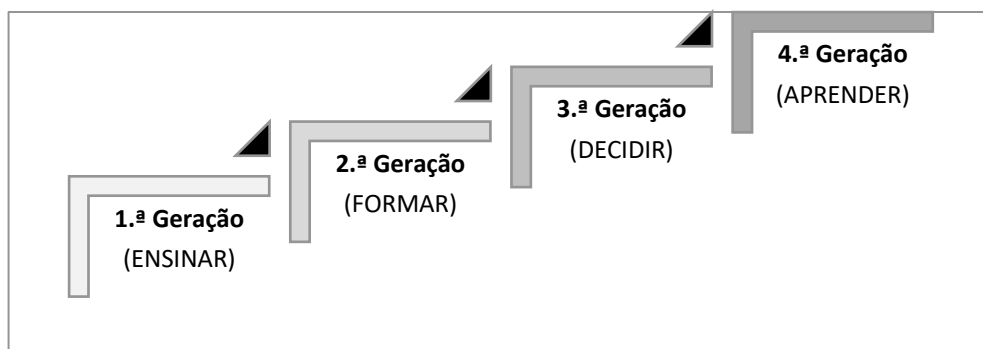 1.ª Geração
(ENSINAR)
2.ª Geração
(FORMAR)
3.ª Geração
(DECIDIR)
4.ª Geração
(APRENDER)